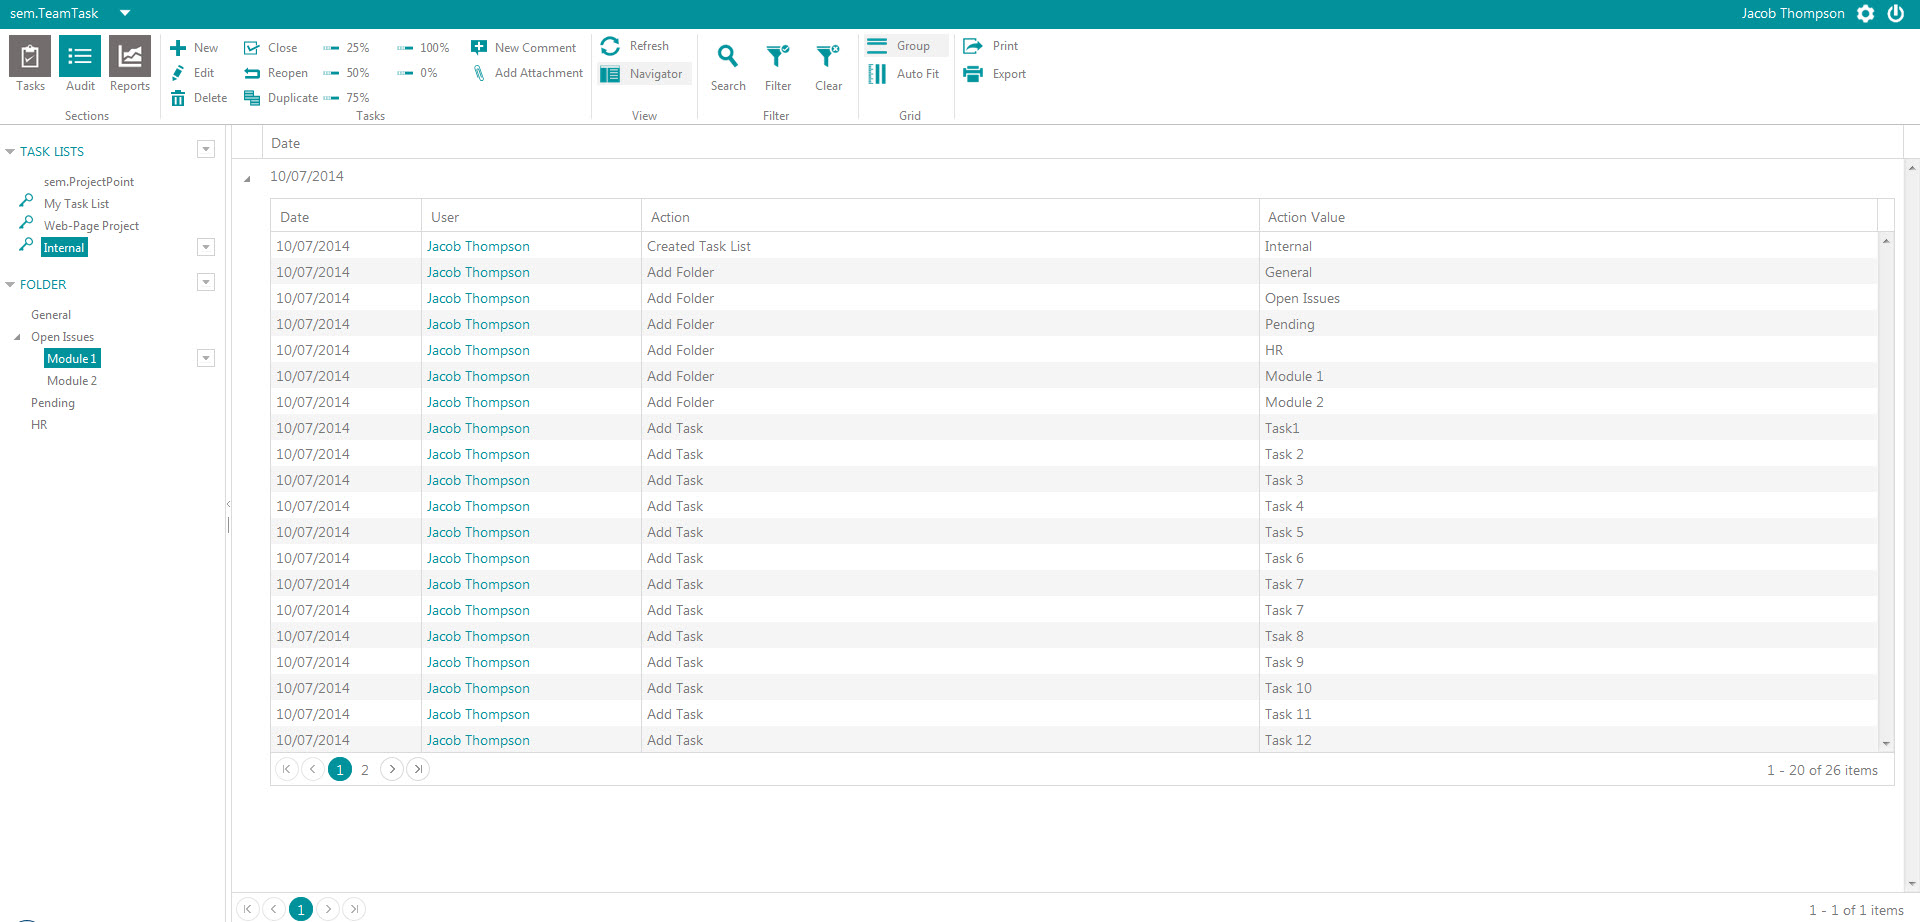 sem.TeamTask
Jacob Thompson
Tasks
Audit
Reports
Sections
New
Edit
Delete
Close
Reopen
Duplicate
25%
50%
75%
100%
0%
New Comment
Add Attachment
Tasks
Refresh
Navigator
View
Search
Filter
Clear
Filter
Group
Auto Fit
Grid
Print
Export
TASK LISTS
sem.ProjectPoint
My Task List
Web-Page Project
Internal
FOLDER
General
Open Issues
Module 1
Module 2
Pending
HR
Date
10/07/2014
Date User Action Action Value
10/07/2014 Jacob Thompson Created Task List Internal
10/07/2014 Jacob Thompson Add Folder General
10/07/2014 Jacob Thompson Add Folder Open Issues
10/07/2014 Jacob Thompson Add Folder Pending
10/07/2014 Jacob Thompson Add Folder HR
10/07/2014 Jacob Thompson Add Folder Module 1
10/07/2014 Jacob Thompson Add Folder Module 2
10/07/2014 Jacob Thompson Add Task Task1
10/07/2014 Jacob Thompson Add Task Task 2
10/07/2014 Jacob Thompson Add Task Task 3
10/07/2014 Jacob Thompson Add Task Task 4
10/07/2014 Jacob Thompson Add Task Task 5
10/07/2014 Jacob Thompson Add Task Task 6
10/07/2014 Jacob Thompson Add Task Task 7
10/07/2014 Jacob Thompson Add Task Task 7
10/07/2014 Jacob Thompson Add Task Tsak 8
10/07/2014 Jacob Thompson Add Task Task 9
10/07/2014 Jacob Thompson Add Task Task 10
10/07/2014 Jacob Thompson Add Task Task 11
10/07/2014 Jacob Thompson Add Task Task 12
1 2 1 - 20 of 26 items
1 1 - 1 of 1 items